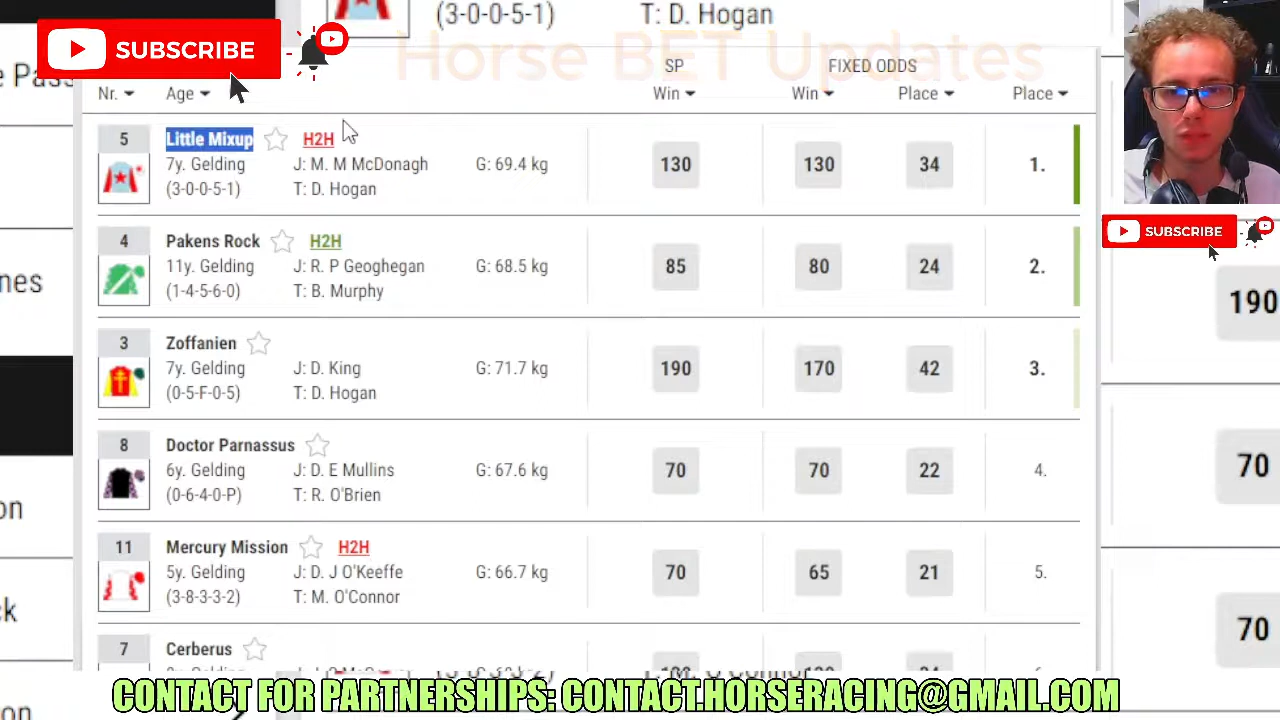 (3-0-0-5-1)
T: D. Hogan
SUBSCRIBE
Horse BET Updates
SP
FIXED ODDS
Nr.
Age
Win
Win
Place
Place
5
Little Mixup
H2H
7y. Gelding
J: M. M McDonagh
G: 69.4 kg
130
130
34
1.
(3-0-0-5-1)
T: D. Hogan
4
Pakens Rock
H2H
11y. Gelding
J: R. P Geoghegan
G: 68.5 kg
85
80
24
2.
(1-4-5-6-0)
T: B. Murphy
3
Zoffanien
7y. Gelding
J: D. King
G: 71.7 kg
190
170
42
3.
(0-5-F-0-5)
T: D. Hogan
8
Doctor Parnassus
6y. Gelding
J: D. E Mullins
G: 67.6 kg
70
70
22
4.
(0-6-4-0-P)
T: R. O'Brien
11
Mercury Mission
H2H
5y. Gelding
J: D. J O'Keeffe
G: 66.7 kg
70
65
21
5.
(3-8-3-3-2)
T: M. O'Connor
7
Cerberus
SUBSCRIBE
190
70
70
CONTACT FOR PARTNERSHIPS: CONTACT.HORSERACING@GMAIL.COM